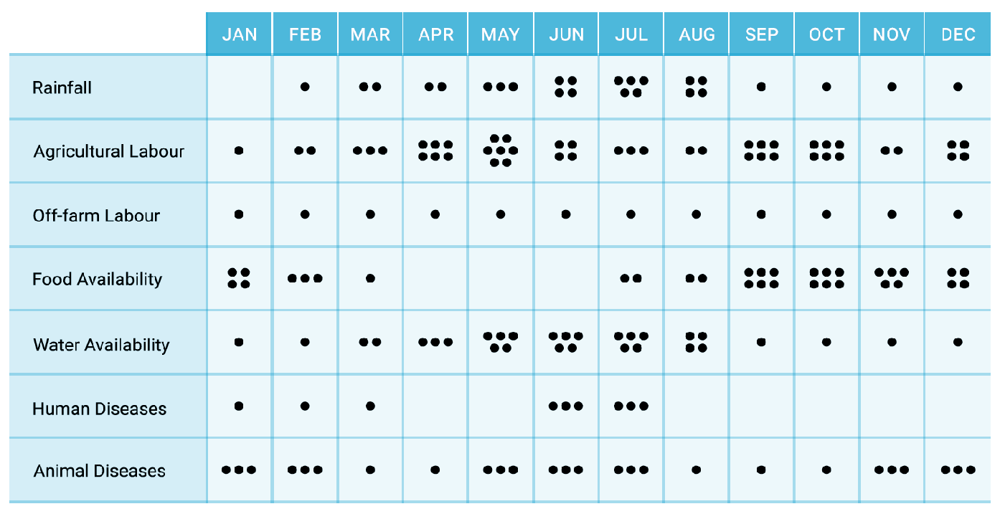 JAN FEB MAR APR MAY JUN JUL AUG SEP OCT NOV DEC
Rainfall
Agricultural Labour
Off-farm Labour
Food Availability
Water Availability
Human Diseases
Animal Diseases